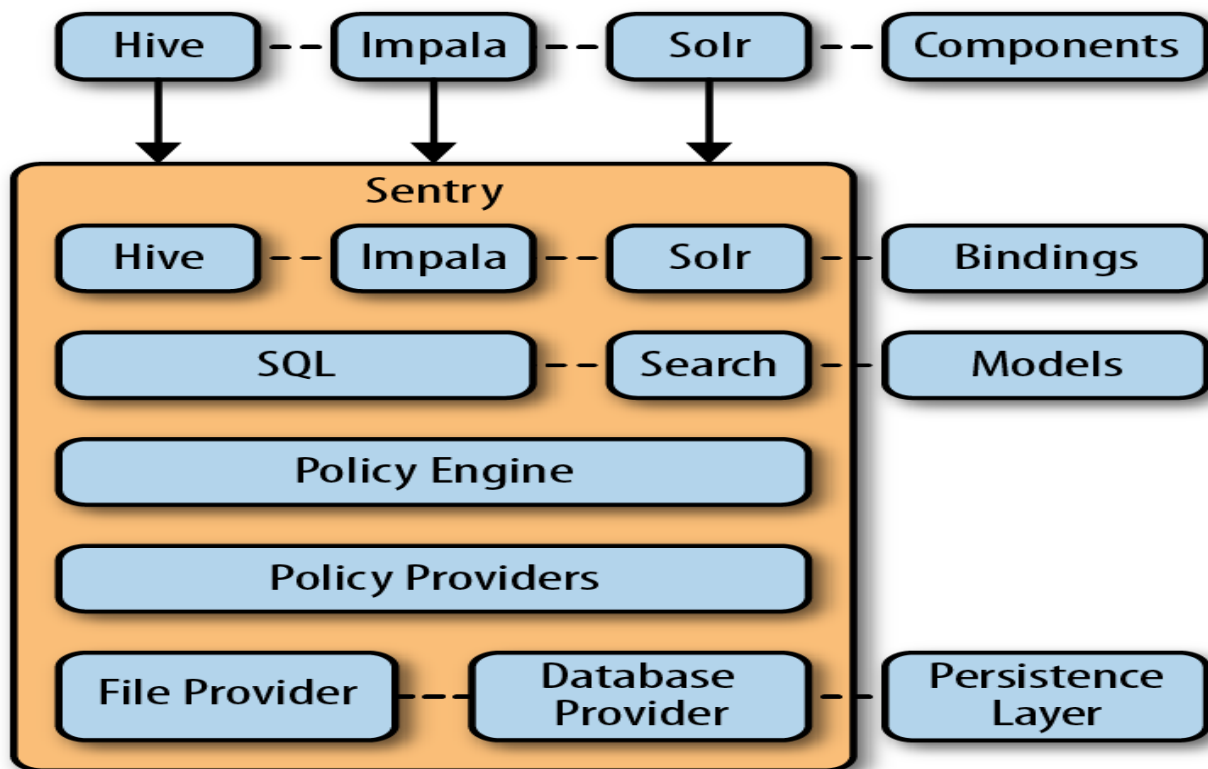 Hive
Impala
Solr
Components
Sentry
Hive
Impala
Solr
Bindings
SQL
Search
Models
Policy Engine
Policy Providers
File Provider
Database
Provider
Persistence
Layer